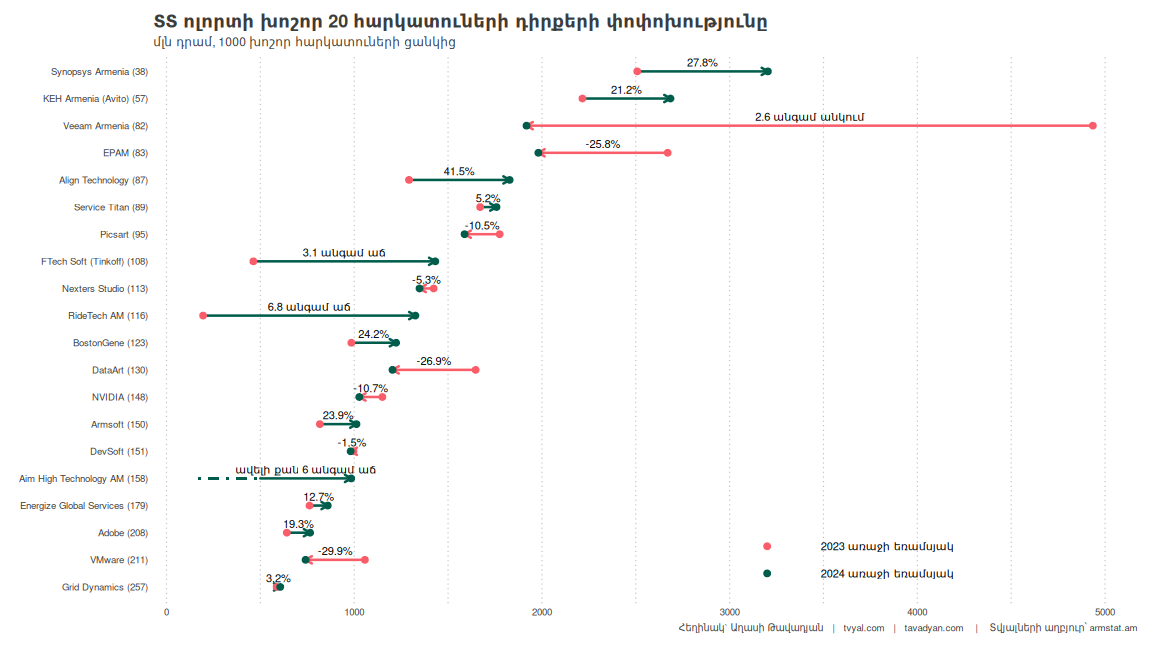 ՏՏ ոլորտի խոշոր 20 հարկատուների դիրքերի փոփոխությունը
մլն դրամ, 1000 խոշոր հարկատուների ցանկից
Synopsys Armenia (38)
27.8%
KEH Armenia (Avito) (57)
21.2%
Veeam Armenia (82)
2.6 անգամ անկում
EPAM (83)
-25.8%
Align Technology (87)
41.5%
Service Titan (89)
5.2%
Picsart (95)
-10.5%
FTech Soft (Tinkoff) (108)
3.1 անգամ աճ
Nexters Studio (113)
-5.3%
RideTech AM (116)
6.8 անգամ աճ
BostonGene (123)
24.2%
DataArt (130)
-26.9%
NVIDIA (148)
-10.7%
Armsoft (150)
23.9%
DevSoft (151)
-1.5%
Aim High Technology AM (158)
ավելի քան 6 անգամ աճ
Energize Global Services (179)
12.7%
Adobe (208)
19.3%
VMware (211)
-29.9%
Grid Dynamics (257)
3.2%
2023 առաջի եռամսյակ
2024 առաջի եռամսյակ
0 1000 2000 3000 4000 5000
Հեղինակ՝ Աղասի Թավադյան | tvyal.com | tavadyan.com | Տվյալների աղբյուր՝ armstat.am